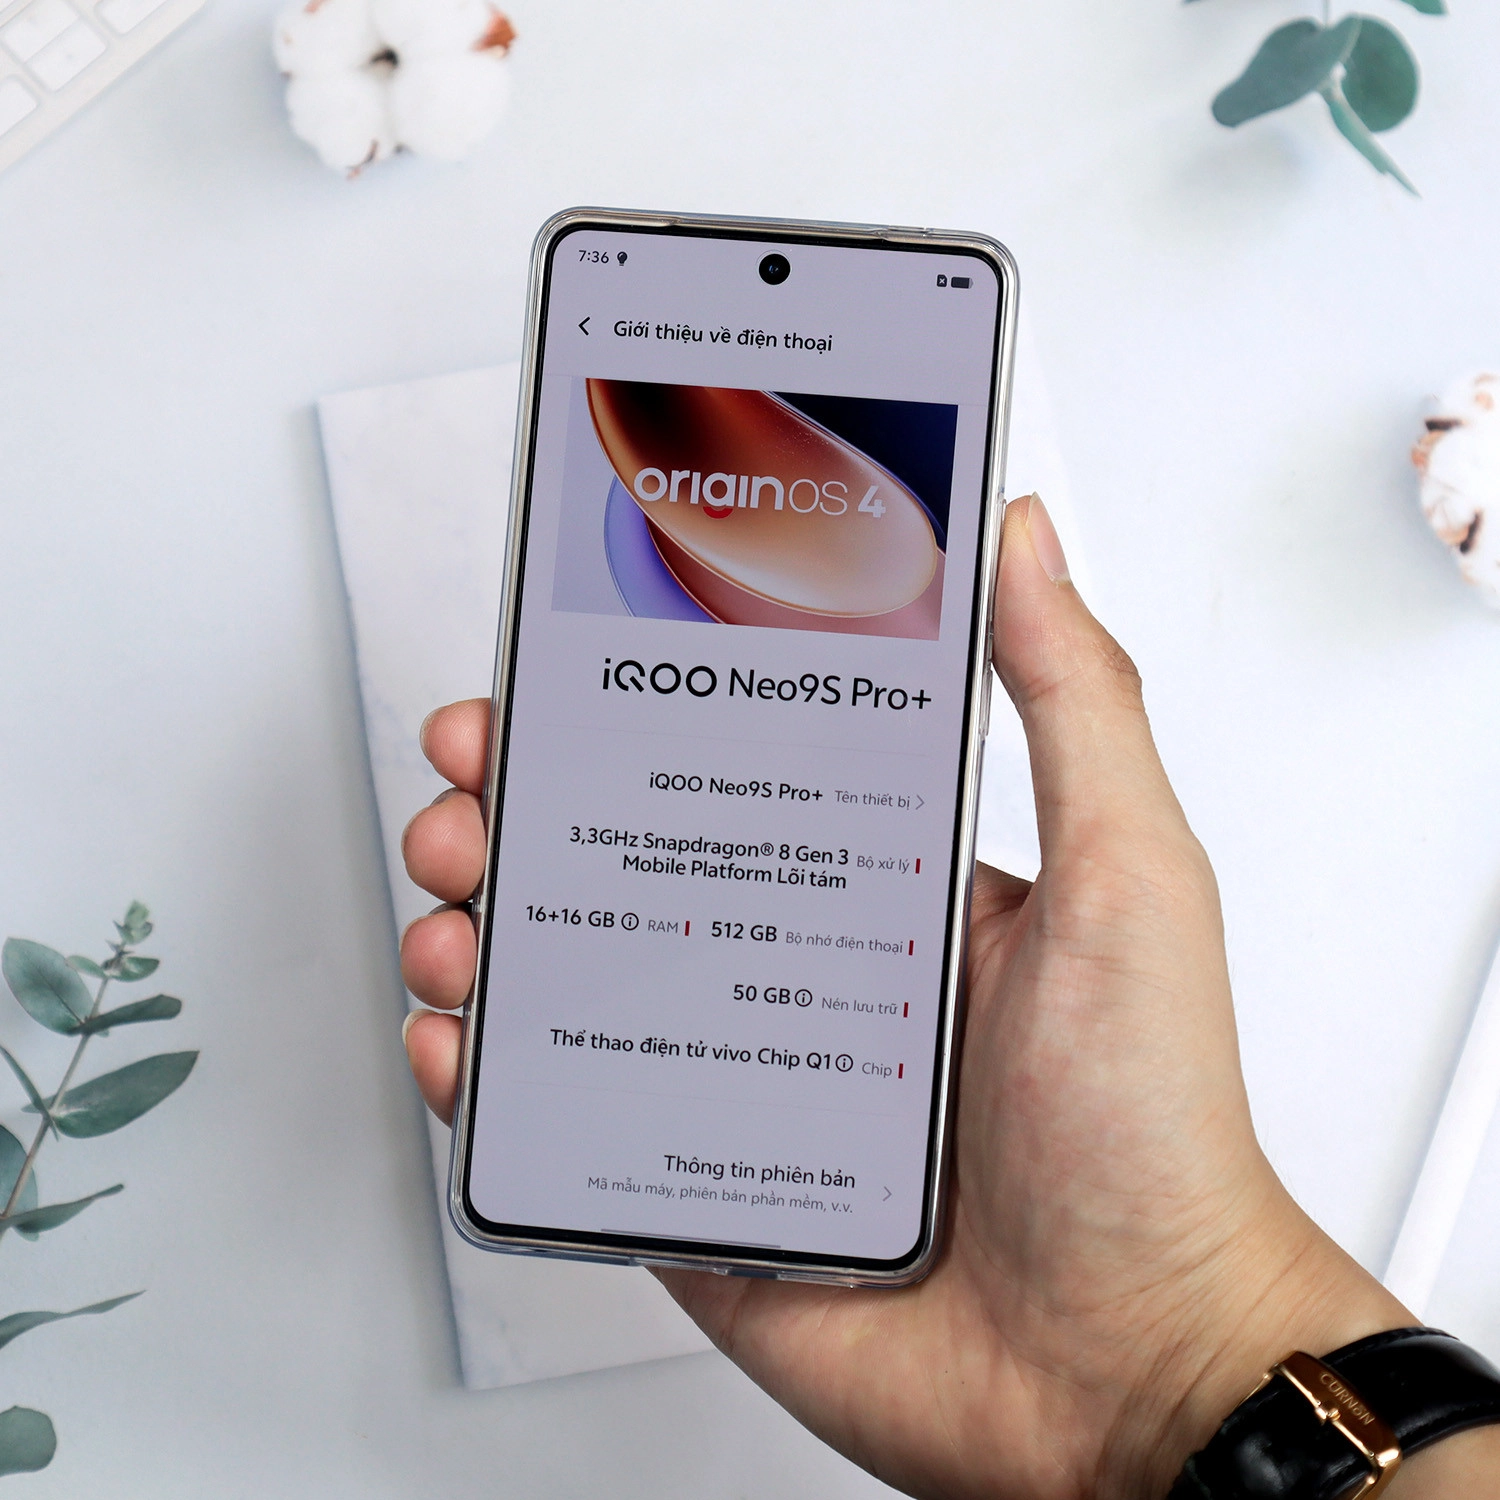 7:36
Giới thiệu về điện thoại
OriginOS 4
iQOO Neo9S Pro+
iQOO Neo9S Pro+ Tên thiết bị
3,3GHz Snapdragon® 8 Gen 3 Bộ xử lý
Mobile Platform Lõi tám
16+16 GB RAM 512 GB Bộ nhớ điện thoại
50 GB Nén lưu trữ
Thể thao điện tử vivo Chip Q1 Chip
Thông tin phiên bản
Mã mẫu máy, phiên bản phần mềm, v.v.
CURNON